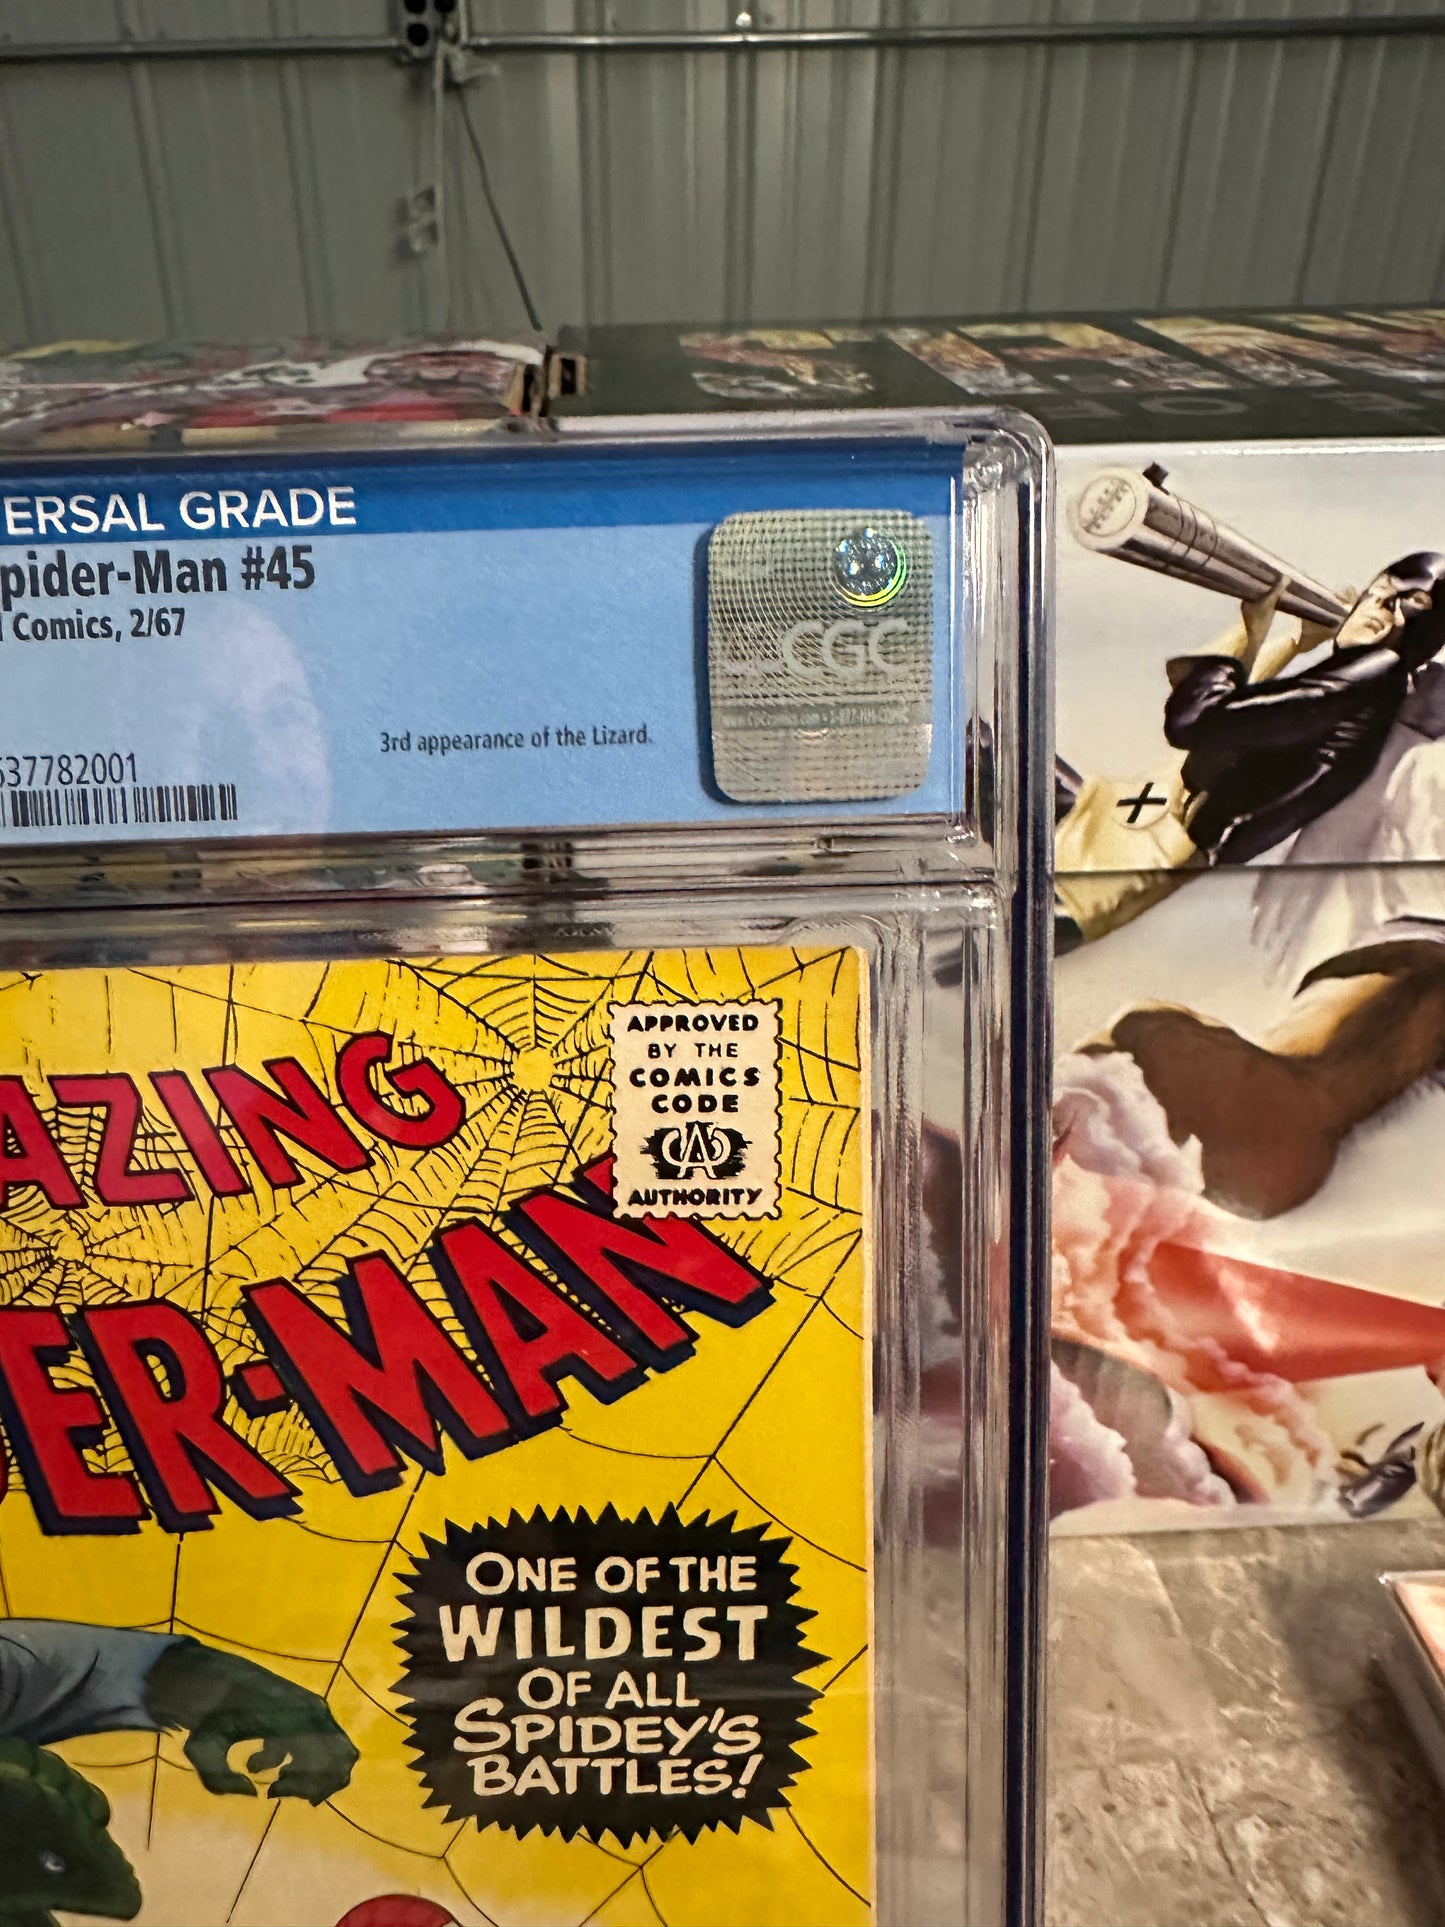 ERSAL GRADE
pider-Man #45
Comics, 2/67
3rd appearance of the Lizard.
37782001
CGC
AZING
ER-MAN
APPROVED
BY THE
COMICS
CODE
CA
AUTHORITY
ONE OF THE
WILDEST
OF ALL
SPIDEY'S
BATTLES!